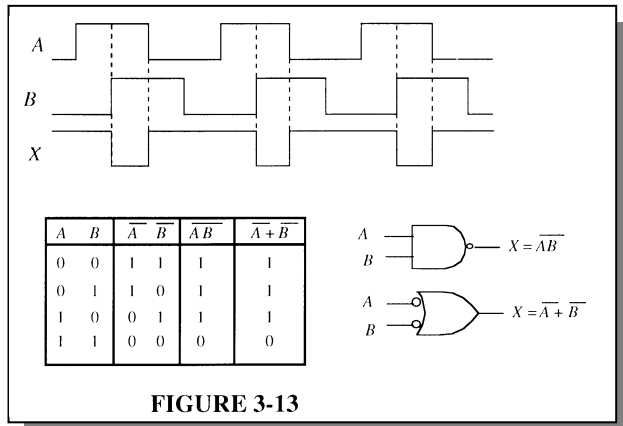 A
B
X
A B A̅ B̅ A̅B̅ A̅ + B̅
0 0 1 1 1 1
0 1 1 0 1 1
1 0 0 1 1 1
1 1 0 0 0 0
A
B
X = A̅B̅
A
B
X = A̅ + B̅
FIGURE 3-13